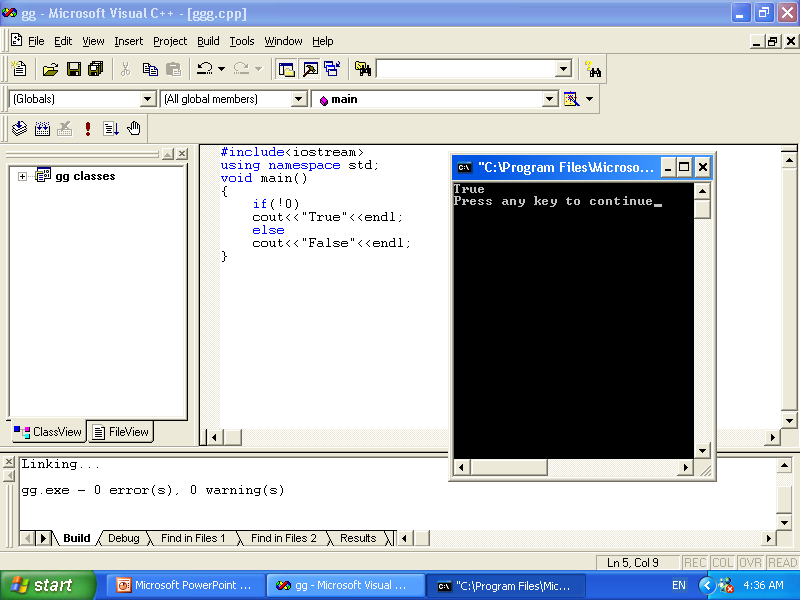 gg - Microsoft Visual C++ - [ggg.cpp]
File Edit View Insert Project Build Tools Window Help
(Globals) (All global members) main
gg classes
ClassView FileView
#include<iostream>
using namespace std;
void main()
{
if(!0)
cout<<"True"<<endl;
else
cout<<"False"<<endl;
}
"C:\Program Files\Microso...
True
Press any key to continue_
Linking...
gg.exe - 0 error(s), 0 warning(s)
Build Debug Find in Files 1 Find in Files 2 Results
Ln 5, Col 9 REC COL OVR READ
start Microsoft PowerPoint ... gg - Microsoft Visual ... "C:\Program Files\Mic... EN 4:36 AM